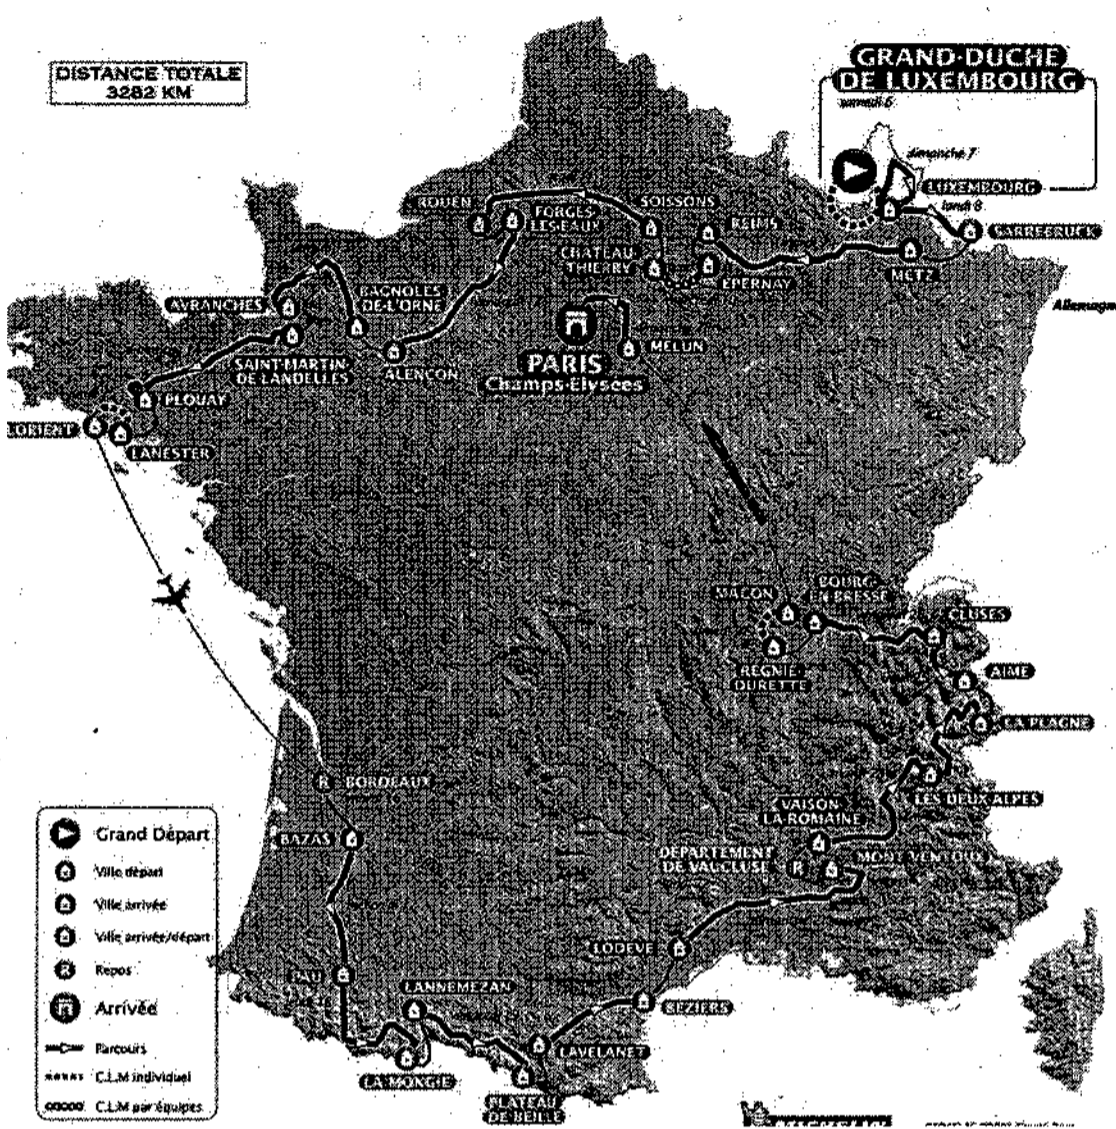 DISTANCE TOTALE
3282 KM
GRAND-DUCHE
DE LUXEMBOURG
samedi 6
dimanche 7
LUXEMBOURG
lundi 8
SARREBRUCK
ROUEN
FORGES-
LES-EAUX
SOISSONS
REIMS
CHATEAU-
THIERRY
EPERNAY
METZ
Allemagne
AVRANCHES
BAGNOLES
DE-L'ORNE
SAINT-MARTIN
DE LANDELLES
ALENÇON
PARIS
Champs-Elysées
MELUN
PLOUAY
LORIENT
LANESTER
MACON
BOURG-
EN-BRESSE
CLUSES
REGNIE-
DURETTE
AIME
LA PLAGNE
LES DEUX ALPES
R BORDEAUX
VAISON-
LA-ROMAINE
BAZAS
DEPARTEMENT
DE VAUCLUSE
R
MONT VENTOUX
LODEVE
PAU
LANNEMEZAN
BEZIERS
LAVELANET
LA MONGIE
PLATEAU
DE BEILLE
Grand Départ
Ville départ
Ville arrivée
Ville arrivée/départ
R Repos
Arrivée
Parcours
C.L.M individuel
C.L.M par équipes